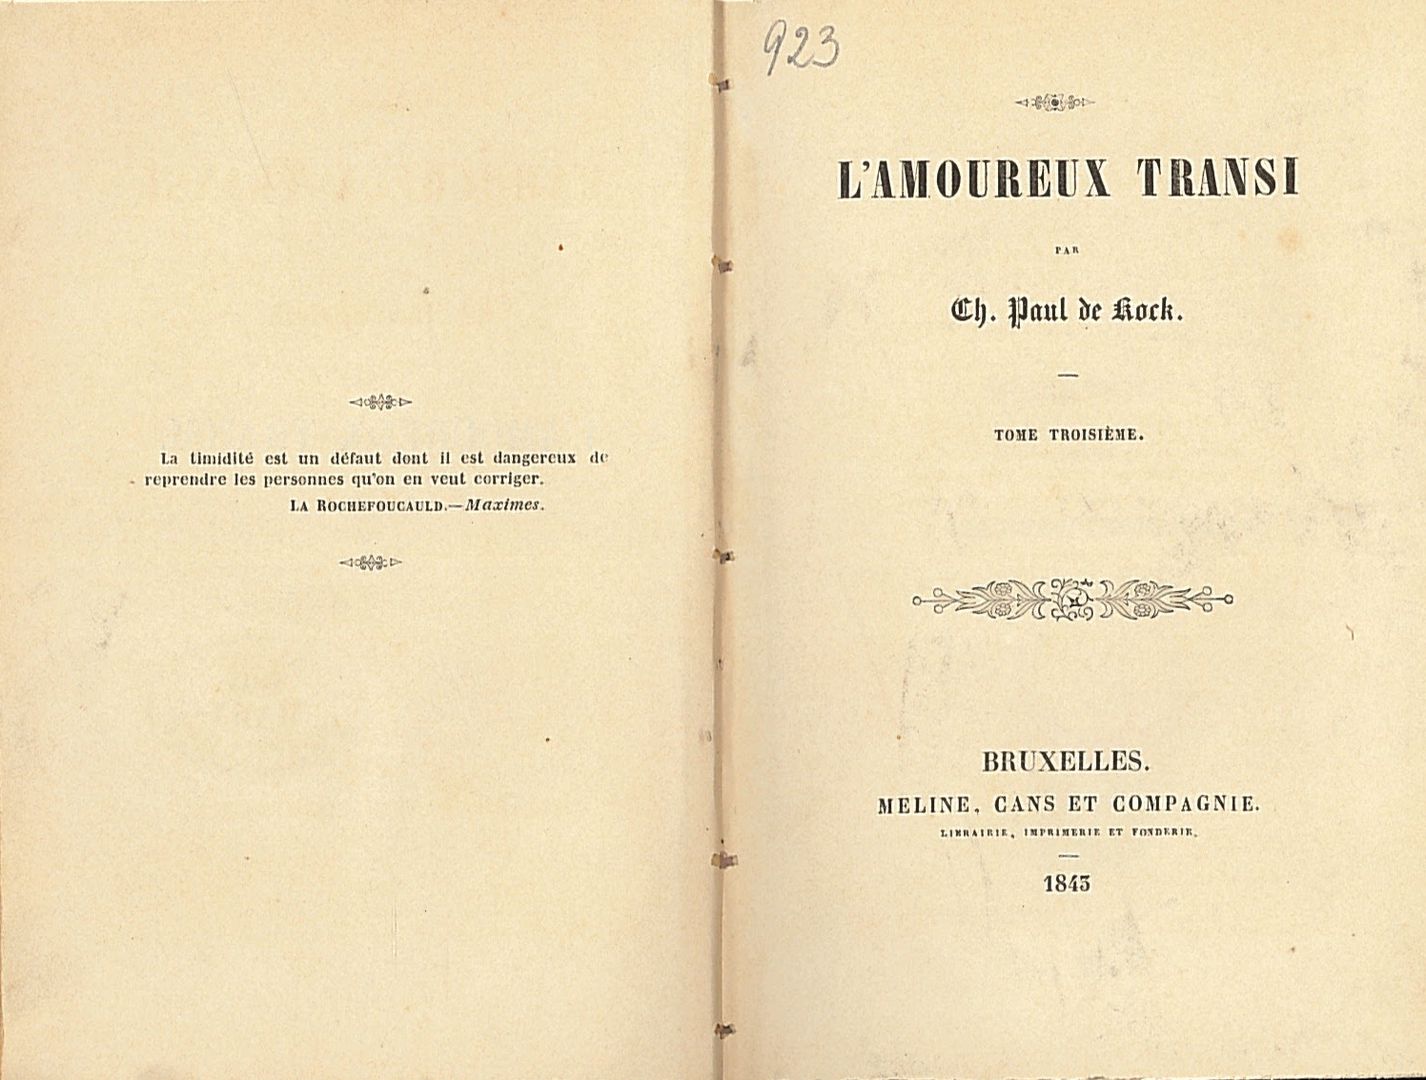 La timidité est un défaut dont il est dangereux de
reprendre les personnes qu'on en veut corriger.
LA ROCHEFOUCAULD.—Maximes.
923
L'AMOUREUX TRANSI
PAR
Ch. Paul de Kock.
TOME TROISIÈME.
BRUXELLES.
MELINE, CANS ET COMPAGNIE.
LIBRAIRIE, IMPRIMERIE ET FONDERIE.
1843